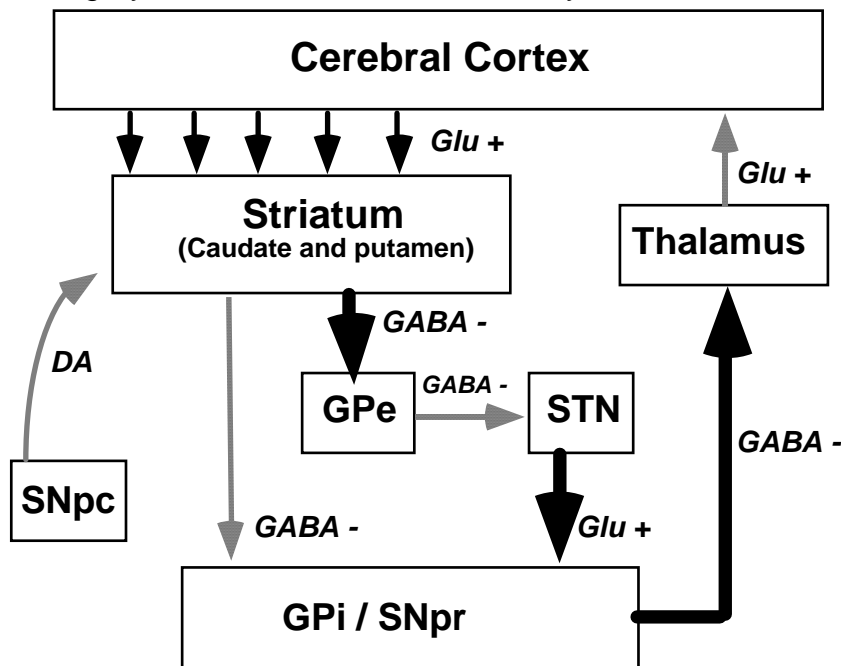 Cerebral Cortex
Glu +
Glu +
Striatum
(Caudate and putamen)
Thalamus
GABA -
DA
GABA -
GPe
STN
GABA -
SNpc
GABA -
Glu +
GPi / SNpr